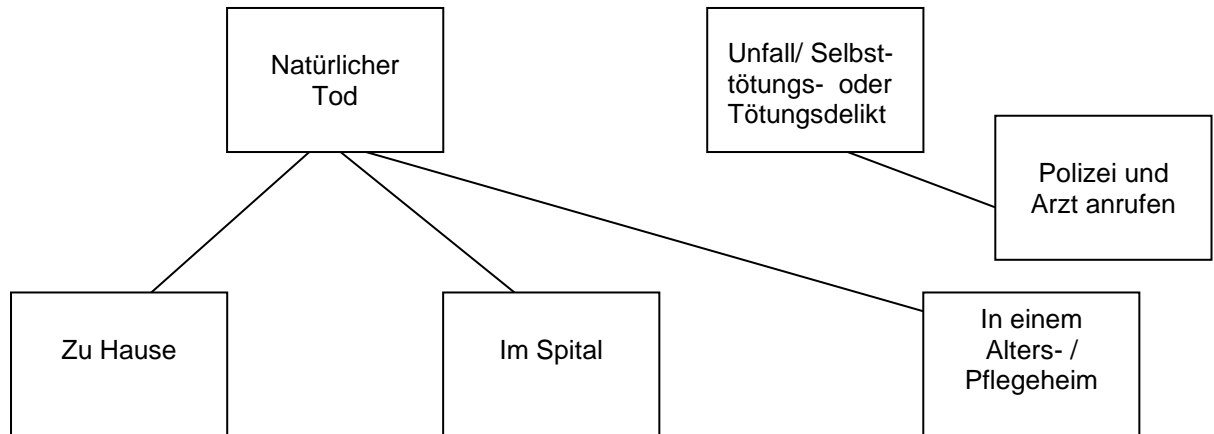 Natürlicher
Tod
Unfall/ Selbst-
tötungs- oder
Tötungsdelikt
Polizei und
Arzt anrufen
Zu Hause
Im Spital
In einem
Alters- /
Pflegeheim